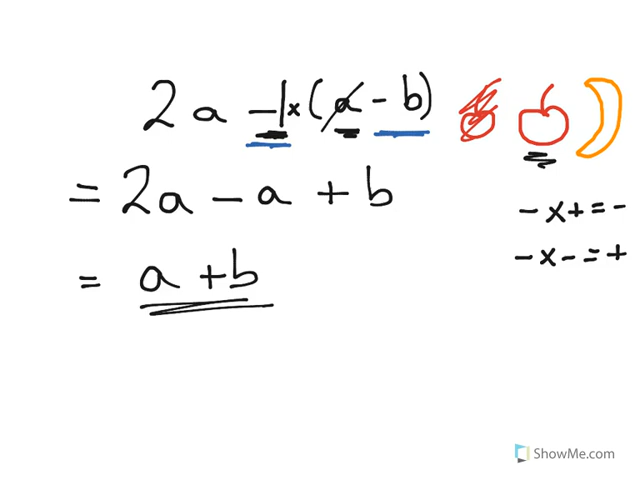 2a -1×(a - b)
= 2a - a + b
- x + = -
- x - = +
= a + b
ShowMe.com